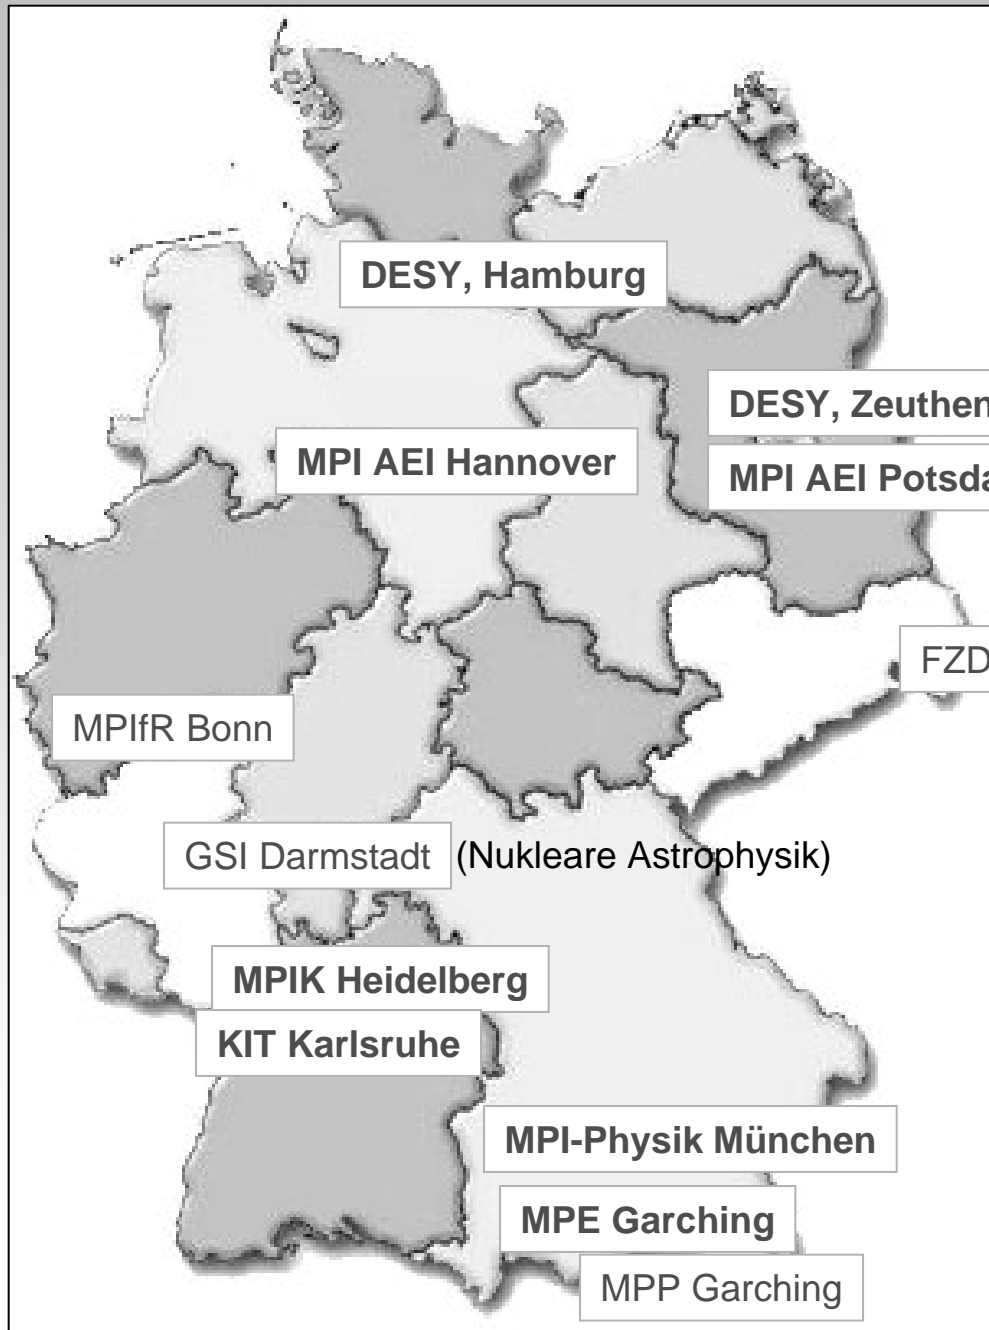 DESY, Hamburg
DESY, Zeuthen
MPI AEI Hannover
MPI AEI Potsda
FZD
MPIfR Bonn
GSI Darmstadt (Nukleare Astrophysik)
MPIK Heidelberg
KIT Karlsruhe
MPI-Physik München
MPE Garching
MPP Garching